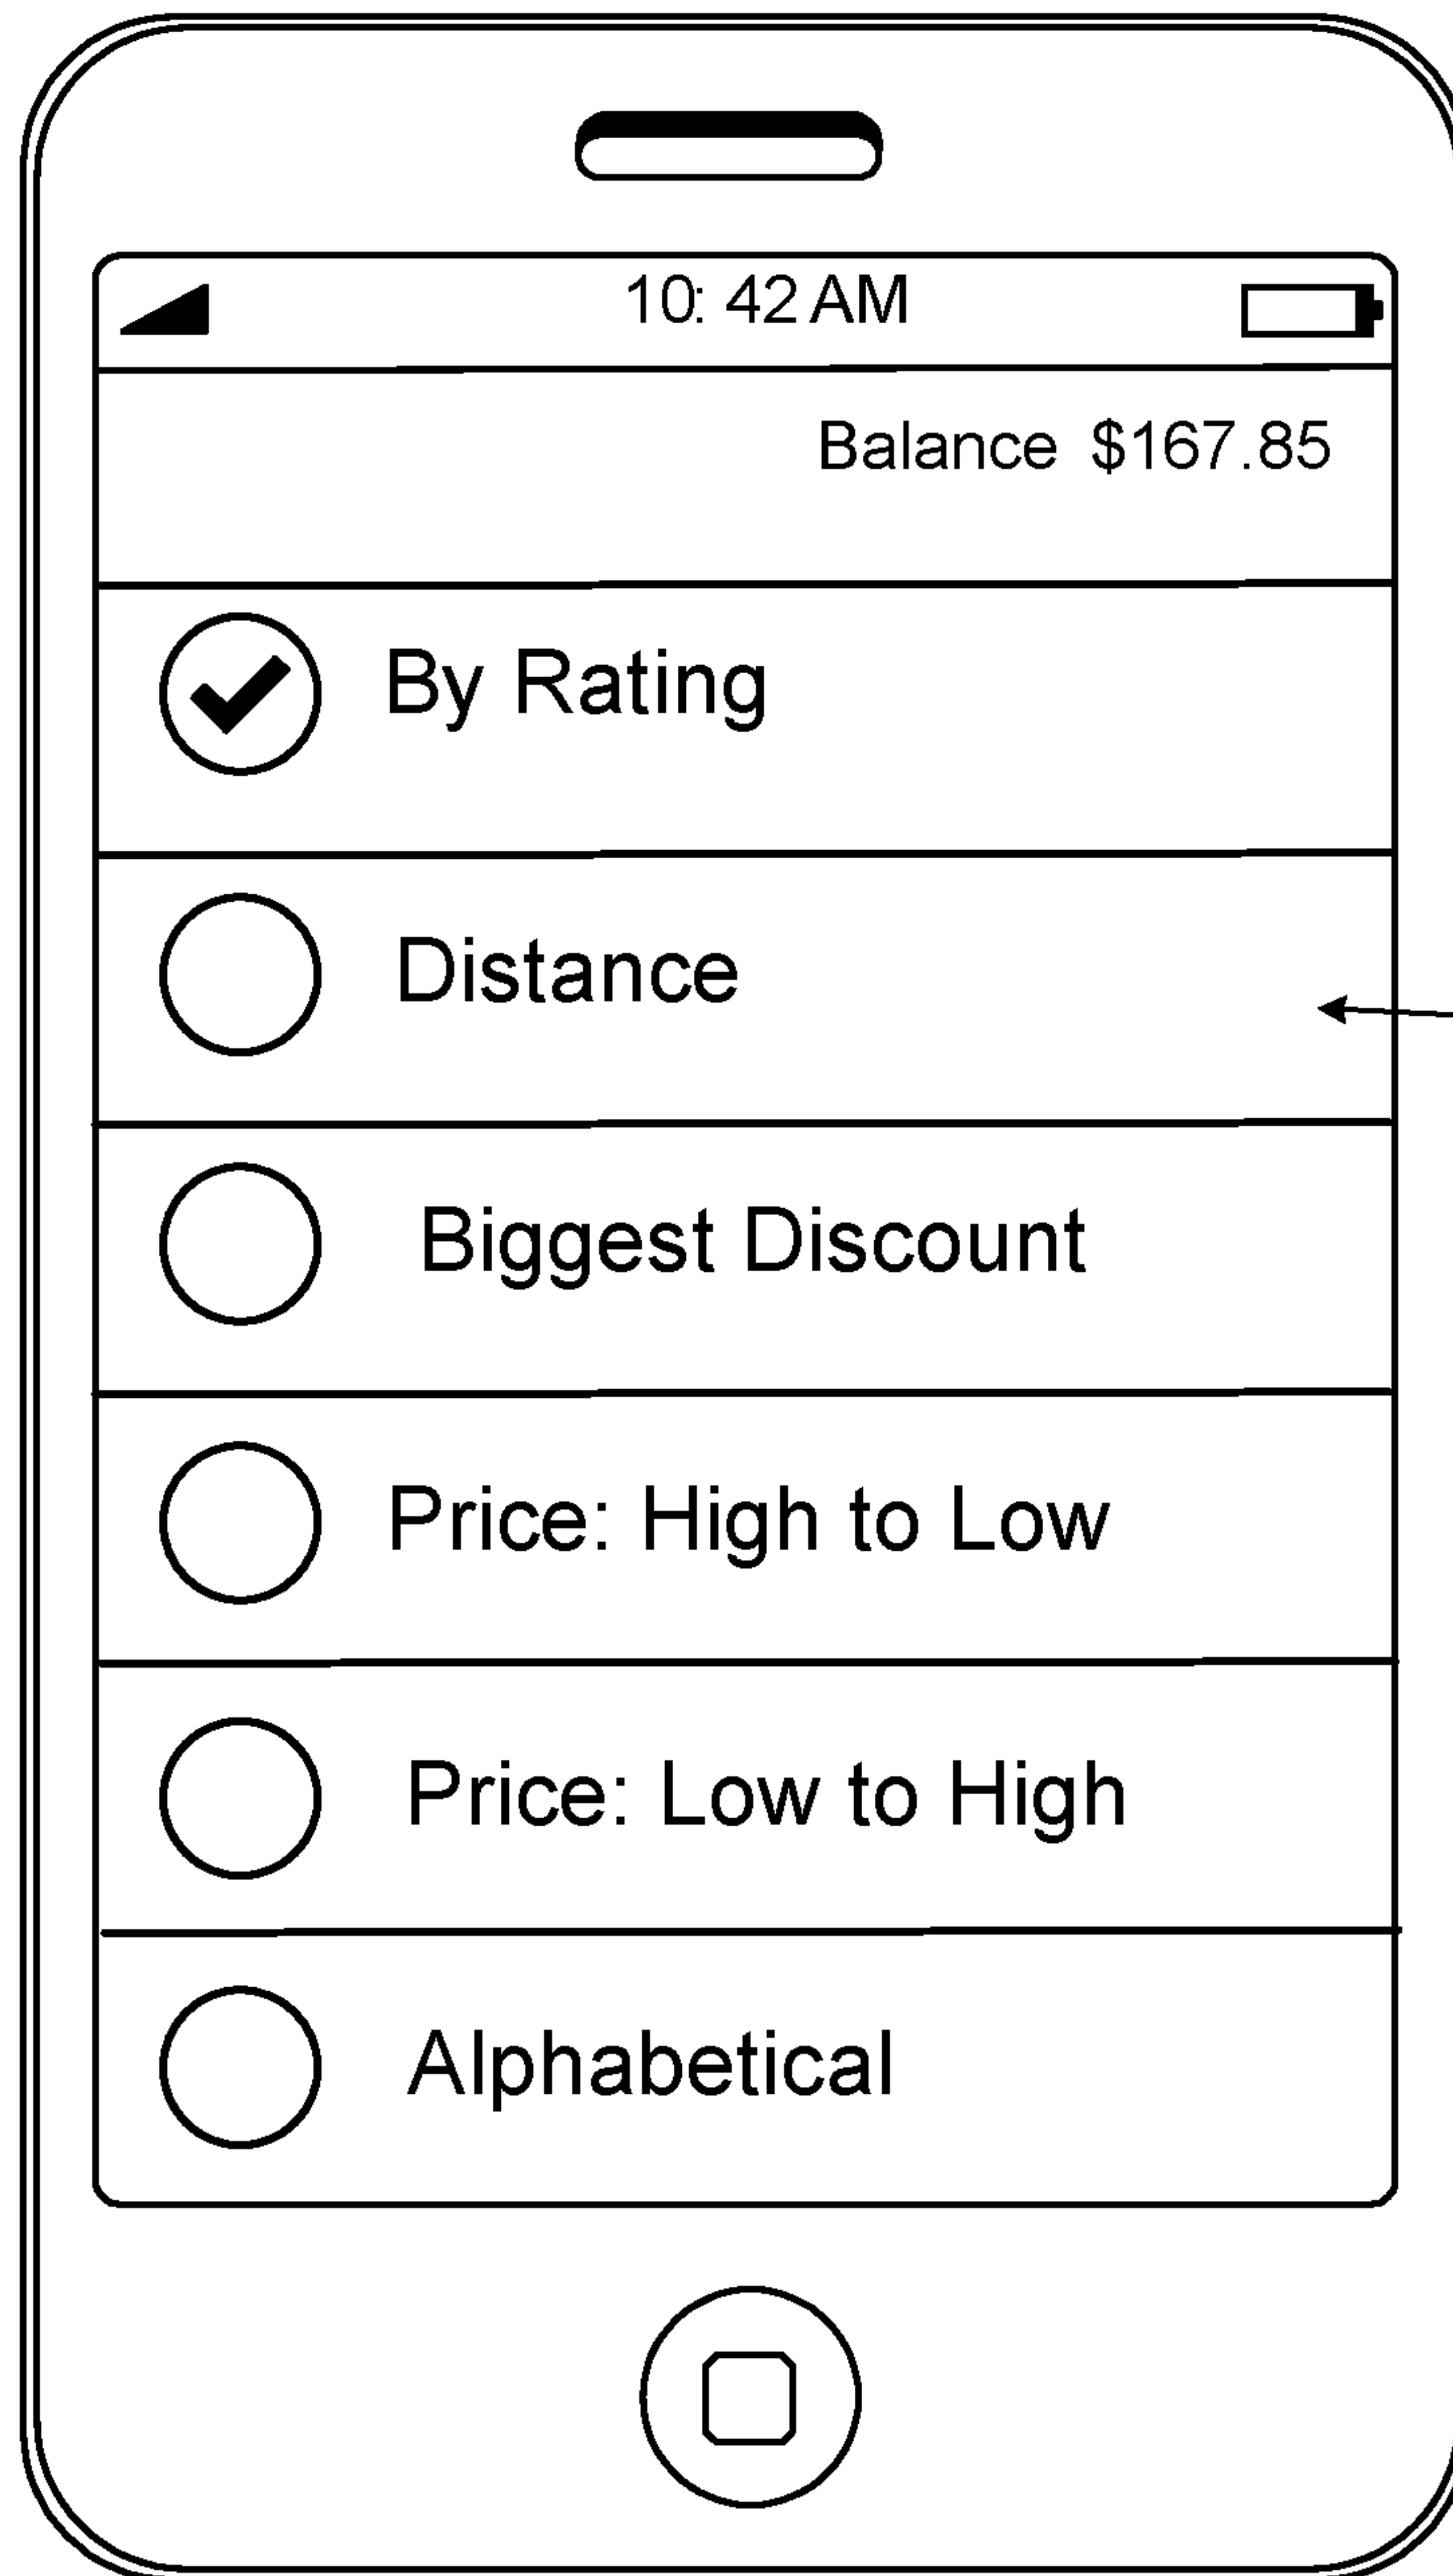 10: 42 AM
Balance $167.85
By Rating
Distance
Biggest Discount
Price: High to Low
Price: Low to High
Alphabetical